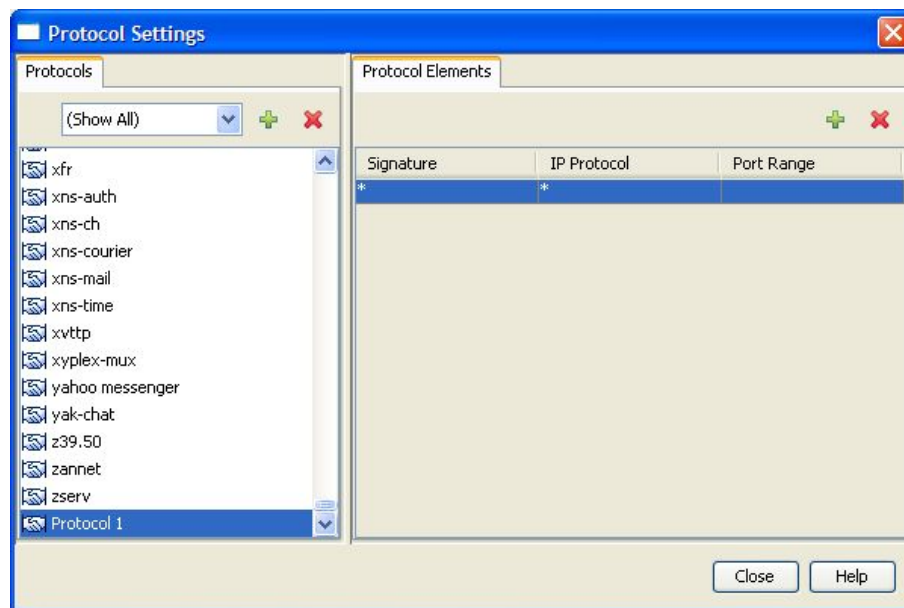 Protocol Settings
Protocols
Protocol Elements
(Show All)
Signature IP Protocol Port Range
* *
xfr
xns-auth
xns-ch
xns-courier
xns-mail
xns-time
xvttp
xyplex-mux
yahoo messenger
yak-chat
z39.50
zannet
zserv
Protocol 1
Close Help